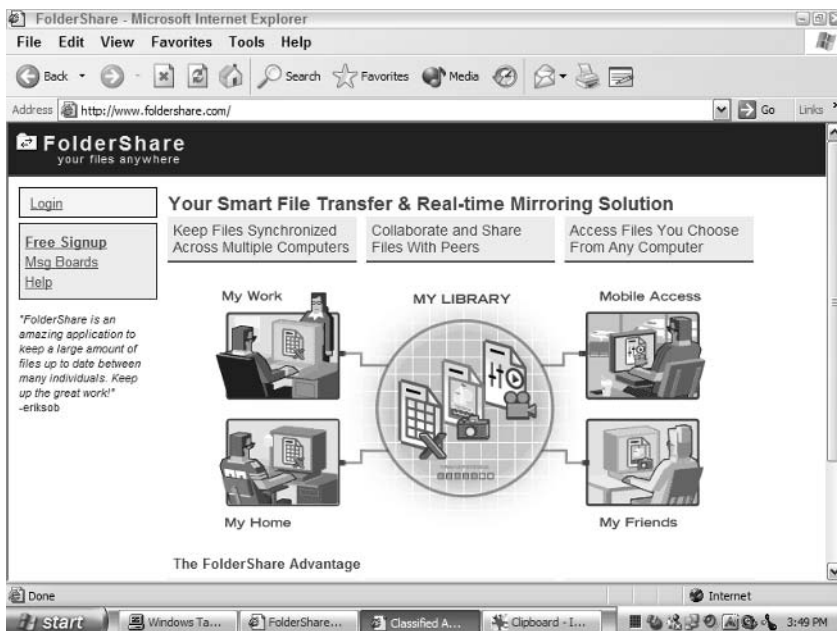 FolderShare - Microsoft Internet Explorer
File Edit View Favorites Tools Help
Back Search Favorites Media
Address http://www.foldershare.com/ Go Links
FolderShare
your files anywhere
Login
Free Signup
Msg Boards
Help
"FolderShare is an
amazing application to
keep a large amount of
files up to date between
many individuals. Keep
up the great work!"
-eriksob
Your Smart File Transfer & Real-time Mirroring Solution
Keep Files Synchronized
Across Multiple Computers
Collaborate and Share
Files With Peers
Access Files You Choose
From Any Computer
My Work
MY LIBRARY
Mobile Access
My Home
My Friends
The FolderShare Advantage
Done Internet
start Windows Ta... FolderShare... Classified A... Clipboard - I... 3:49 PM